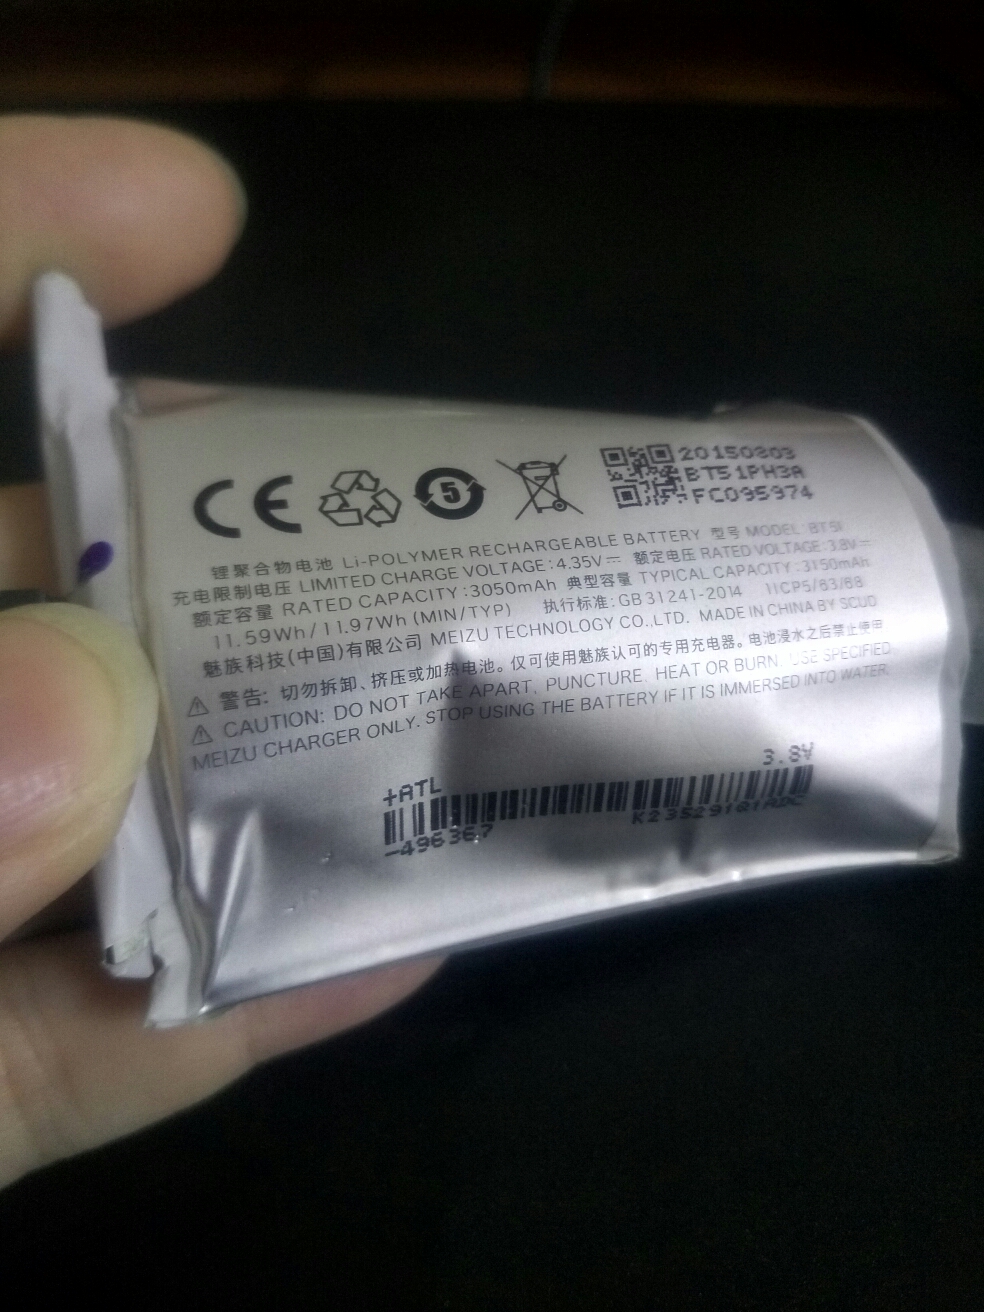 CE 5
20150803
BT51PH3A
FC095974
锂聚合物电池 Li-POLYMER RECHARGEABLE BATTERY 型号 MODEL: BT51
充电限制电压 LIMITED CHARGE VOLTAGE:4.35V⎓ 额定电压 RATED VOLTAGE:3.8V⎓
额定容量 RATED CAPACITY:3050mAh 典型容量 TYPICAL CAPACITY:3150mAh
11.59Wh/11.97Wh (MIN/TYP) 执行标准:GB31241-2014 1ICP5/63/68
魅族科技(中国)有限公司 MEIZU TECHNOLOGY CO.,LTD. MADE IN CHINA BY SCUD
⚠ 警告: 切勿拆卸、挤压或加热电池。仅可使用魅族认可的专用充电器。电池浸水之后禁止使用
⚠ CAUTION: DO NOT TAKE APART, PUNCTURE, HEAT OR BURN. USE SPECIFIED
MEIZU CHARGER ONLY. STOP USING THE BATTERY IF IT IS IMMERSED INTO WATER.
+ATL 3.8V
-496367 K23529101ADC